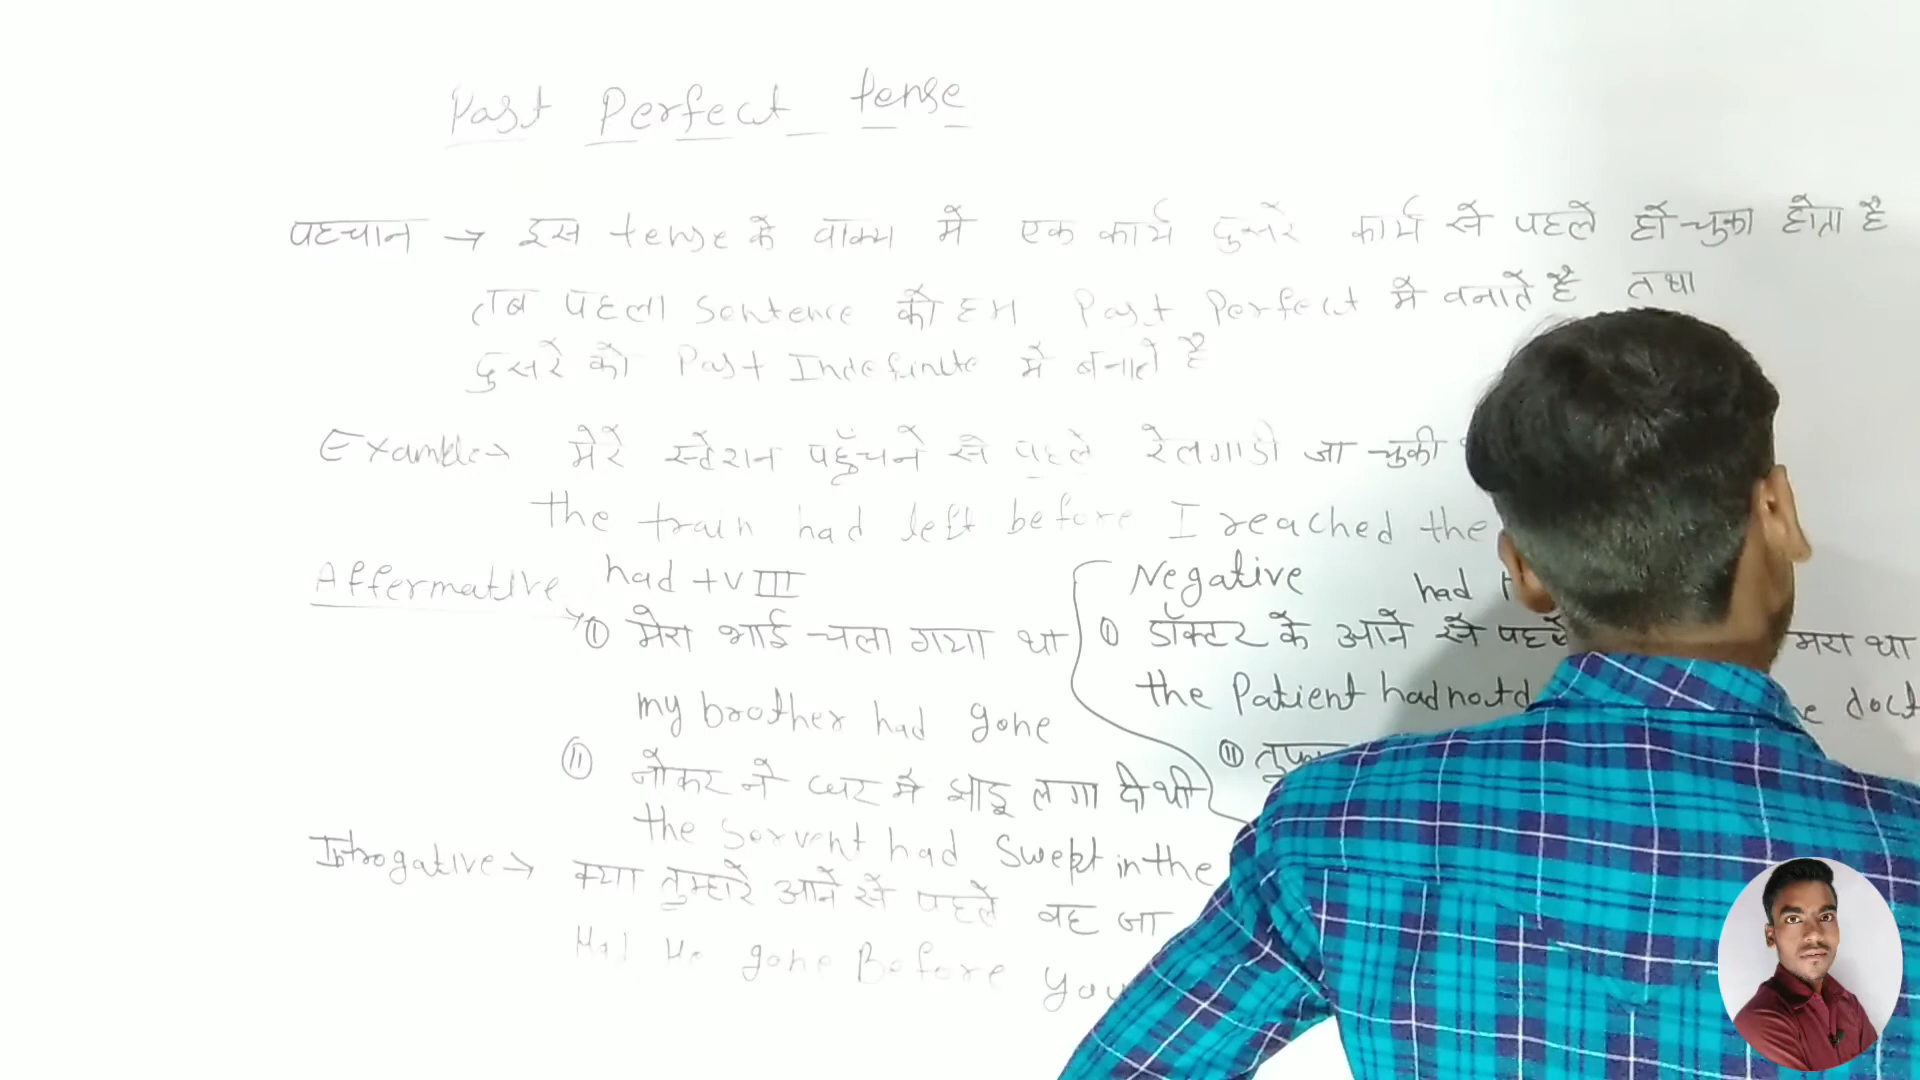 Past Perfect tense
पहचान → इस tense के वाक्य में एक कार्य दुसरे कार्य से पहले हो चुका होता है
तब पहला Sentence को हम Past Perfect में बनाते है तथा
दुसरे को Past Indefinite में बनाते है
Example→ मेरे स्टेशन पहुँचने से पहले रेलगाडी जा चुकी
the train had left before I reached the
Affermative had + V III
① मेरा भाई चला गया था
my brother had gone
② नौकर ने घर में झाडू लगा दी थी
the Servent had Swept in the
Introgative → क्या तुम्हारे आने से पहले वह जा
Had He gone Before you
Negative had
① डॉक्टर के आने से पहले मरा था
the Patient had not doct
②